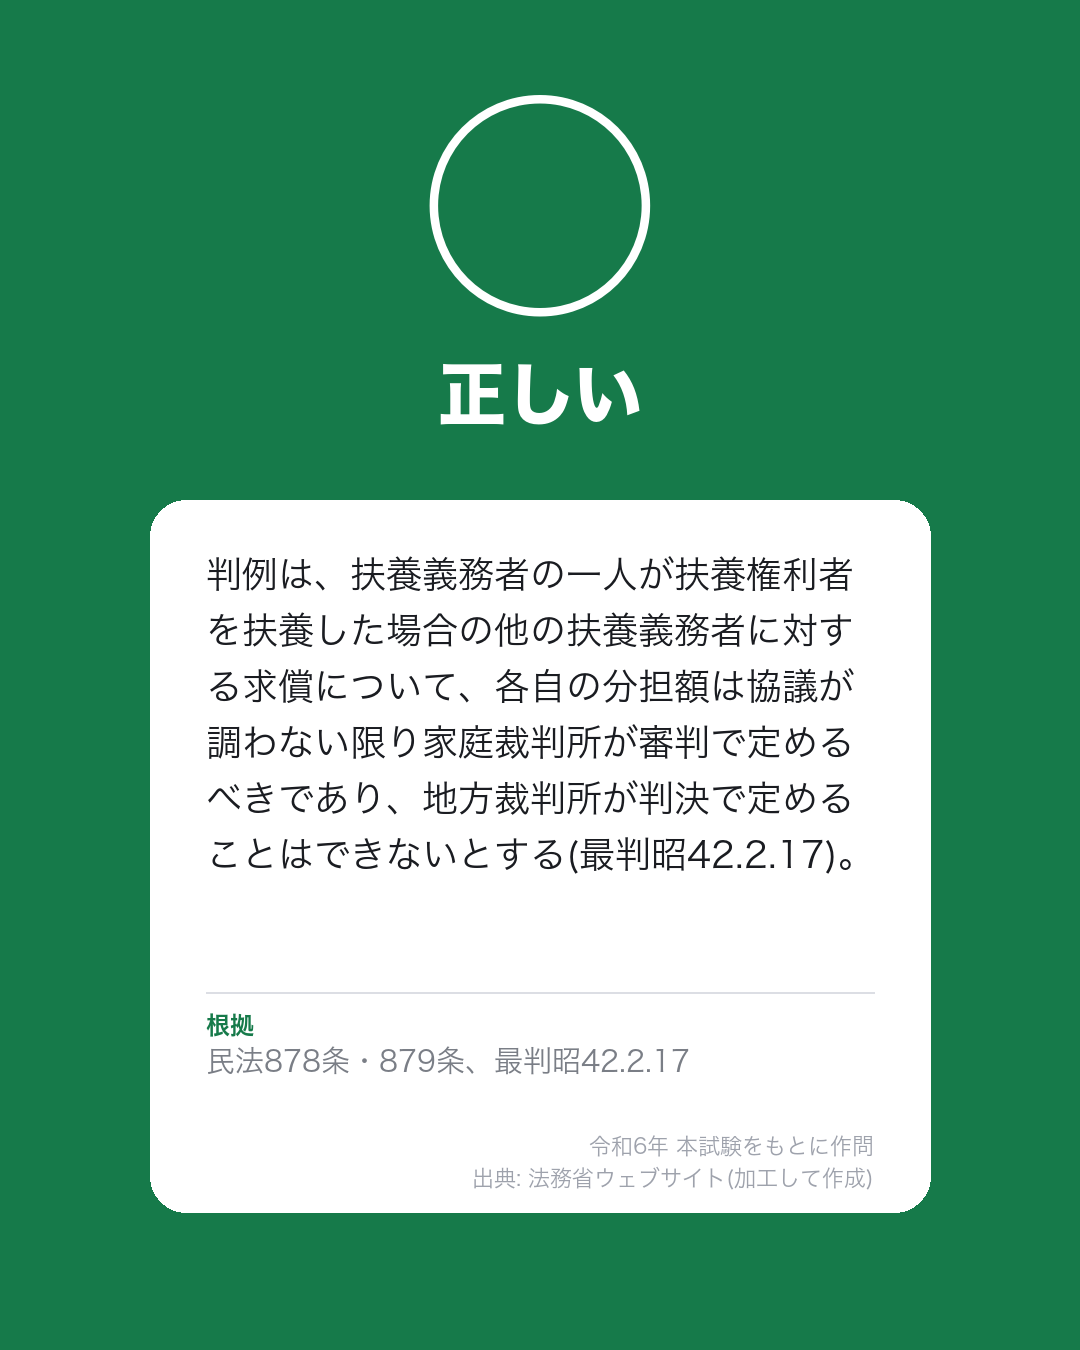 正しい
判例は、扶養義務者の一人が扶養権利者
を扶養した場合の他の扶養義務者に対す
る求償について、各自の分担額は協議が
調わない限り家庭裁判所が審判で定める
べきであり、地方裁判所が判決で定める
ことはできないとする(最判昭42.2.17)。
根拠
民法878条・879条、最判昭42.2.17
令和6年 本試験をもとに作問
出典: 法務省ウェブサイト(加工して作成)